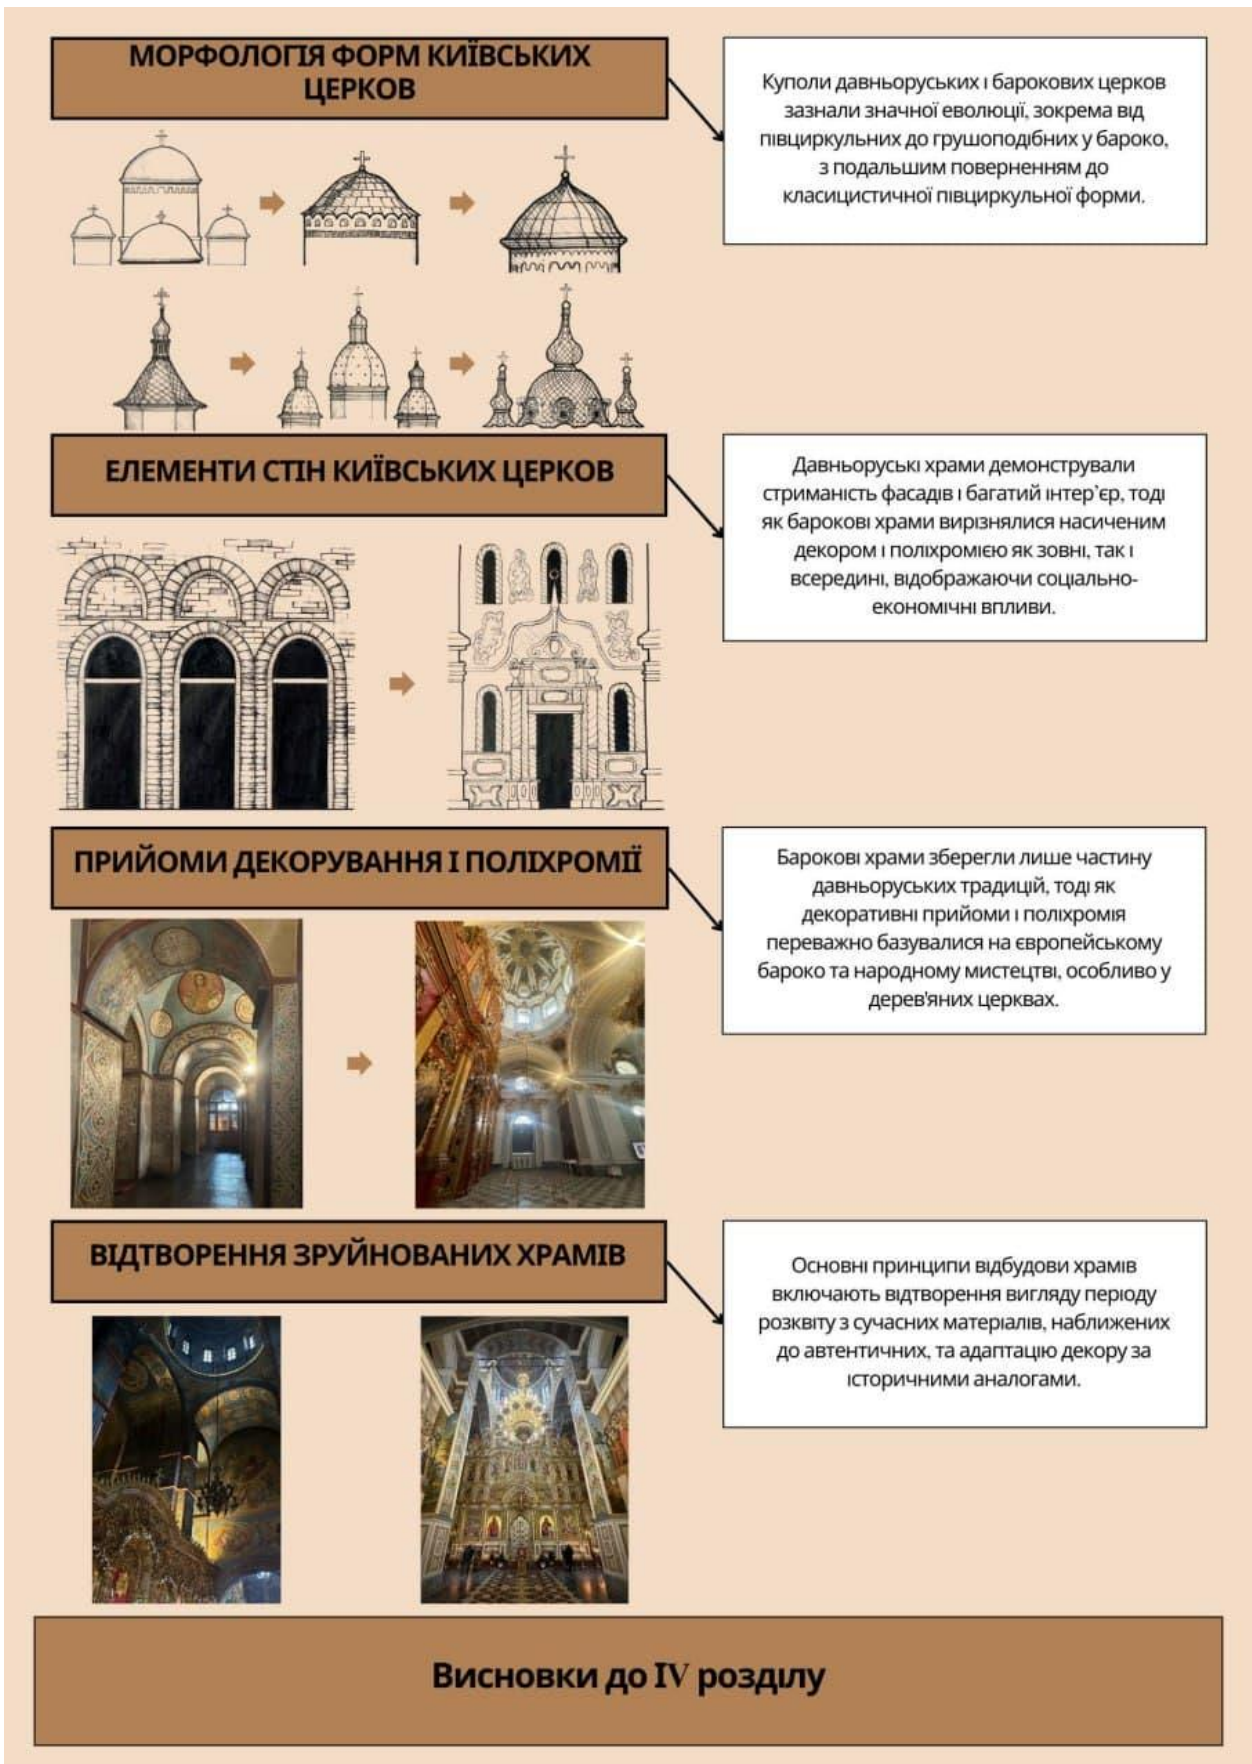 МОРФОЛОГІЯ ФОРМ КИЇВСЬКИХ
ЦЕРКОВ
Куполи давньоруських і барокових церков
зазнали значної еволюції, зокрема від
півциркульних до грушоподібних у бароко,
з подальшим поверненням до
класицистичної півциркульної форми.
ЕЛЕМЕНТИ СТІН КИЇВСЬКИХ ЦЕРКОВ
Давньоруські храми демонстрували
стриманість фасадів і багатий інтер’єр, тоді
як барокові храми вирізнялися насиченим
декором і поліхромією як зовні, так і
всередині, відображаючи соціально-
економічні впливи.
ПРИЙОМИ ДЕКОРУВАННЯ І ПОЛІХРОМІЇ
Барокові храми зберегли лише частину
давньоруських традицій, тоді як
декоративні прийоми і поліхромія
переважно базувалися на європейському
бароко та народному мистецтві, особливо у
дерев'яних церквах.
ВІДТВОРЕННЯ ЗРУЙНОВАНИХ ХРАМІВ
Основні принципи відбудови храмів
включають відтворення вигляду періоду
розквіту з сучасних матеріалів, наближених
до автентичних, та адаптацію декору за
історичними аналогами.
Висновки до IV розділу